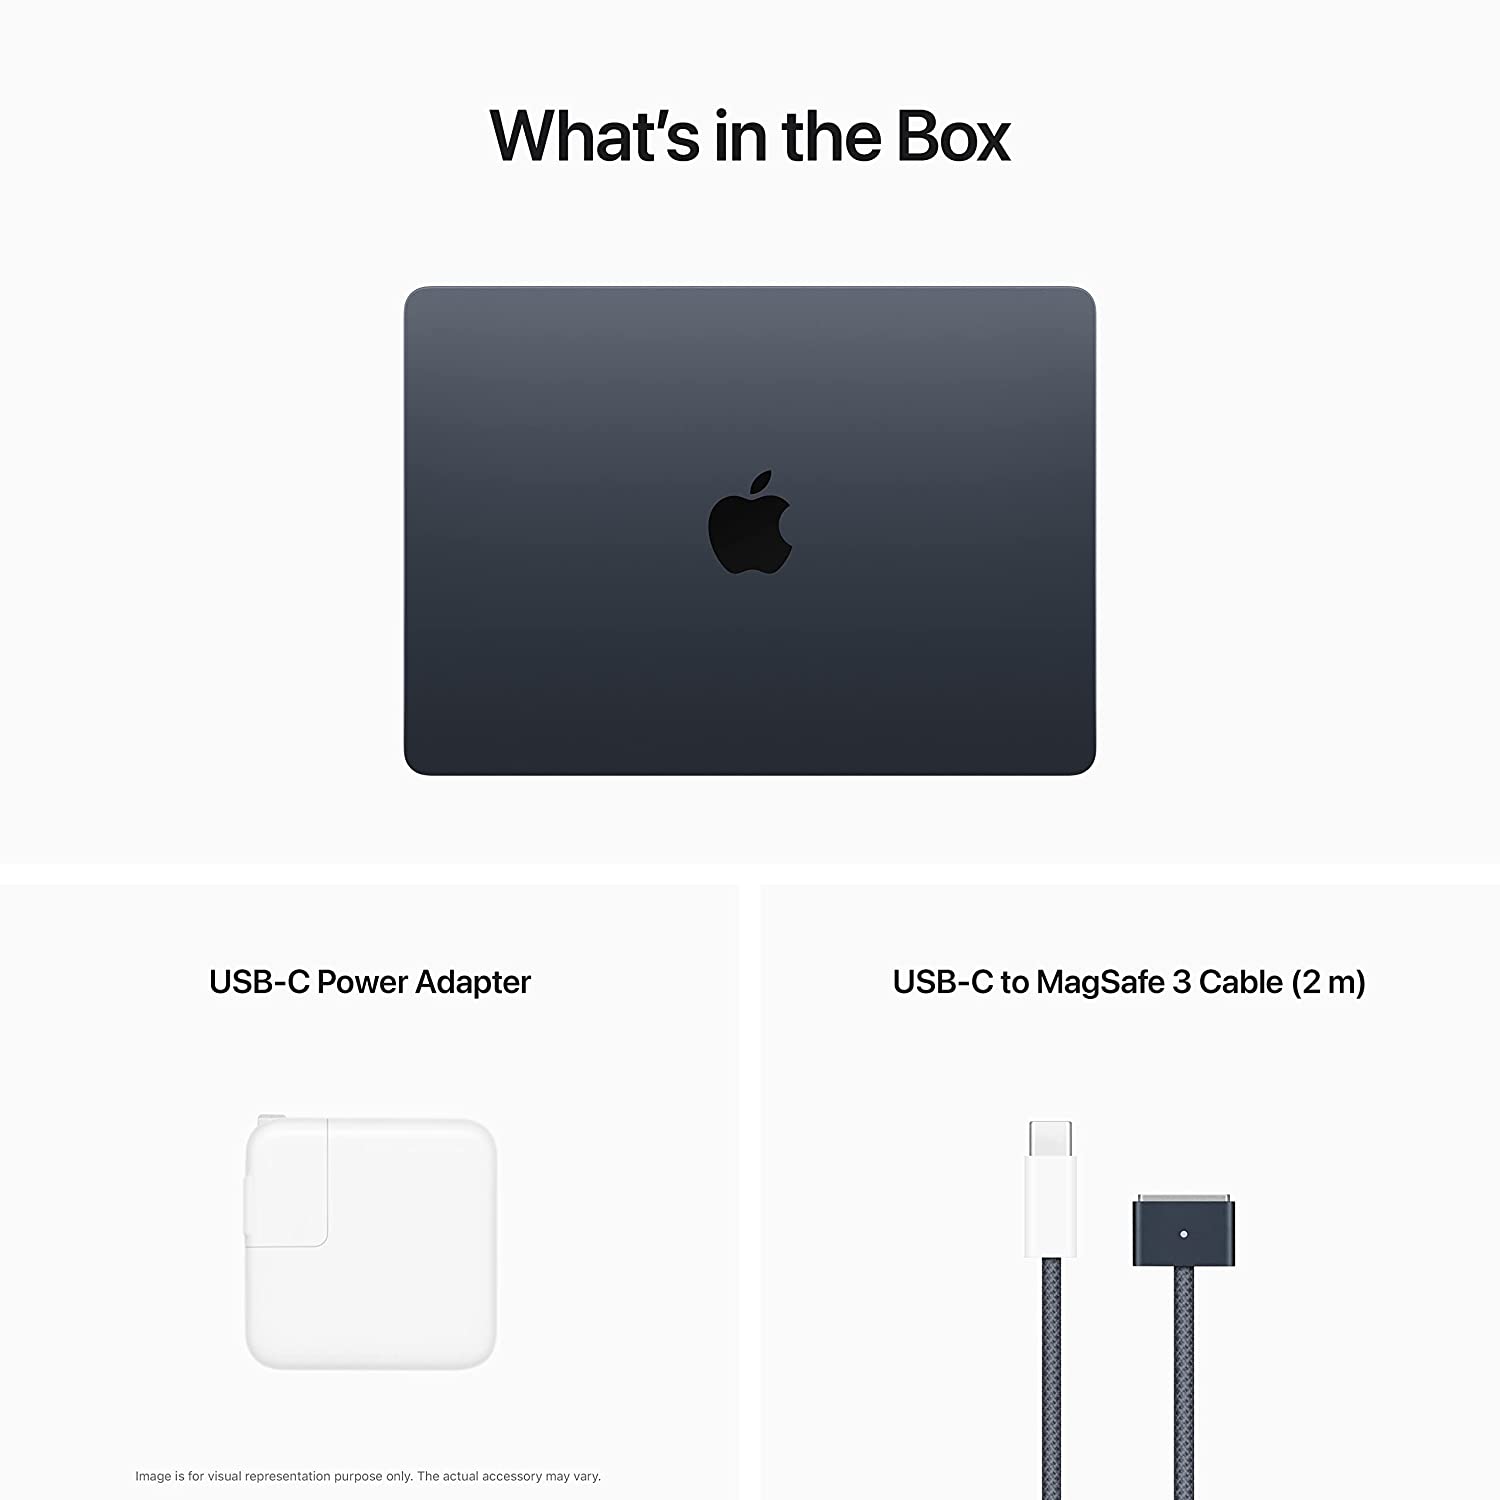 What’s in the Box
USB-C Power Adapter
USB-C to MagSafe 3 Cable (2 m)
Image is for visual representation purpose only. The actual accessory may vary.